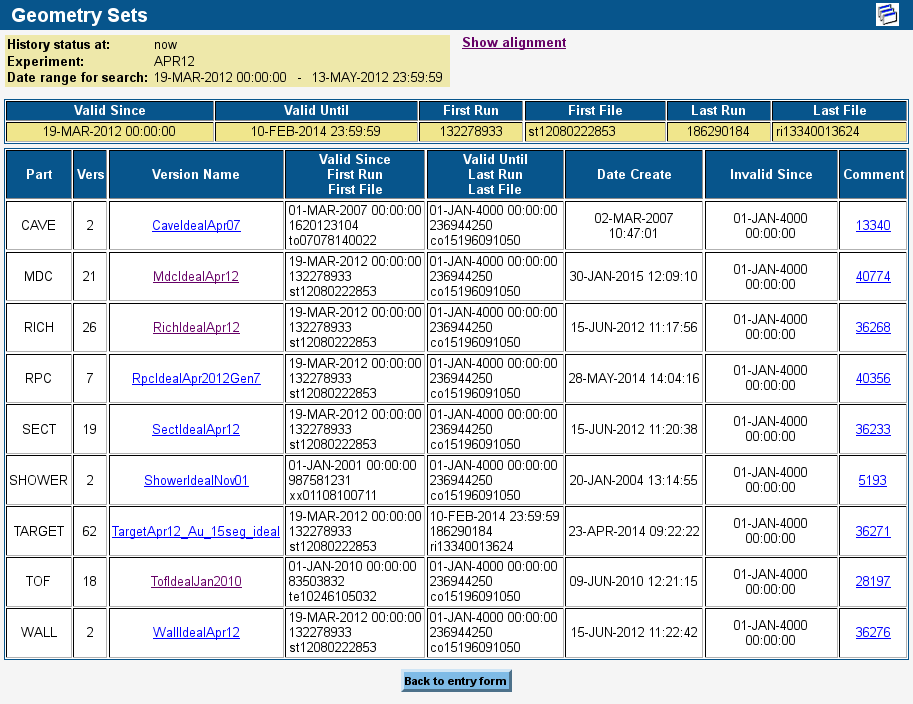 Geometry Sets
History status at: now
Show alignment
Experiment: APR12
Date range for search: 19-MAR-2012 00:00:00 - 13-MAY-2012 23:59:59
Valid Since Valid Until First Run First File Last Run Last File
19-MAR-2012 00:00:00 10-FEB-2014 23:59:59 132278933 st12080222853 186290184 ri13340013624
Part Vers Version Name Valid Since First Run First File Valid Until Last Run Last File Date Create Invalid Since Comment
CAVE 2 CaveIdealApr07 01-MAR-2007 00:00:00 1620123104 to07078140022 01-JAN-4000 00:00:00 236944250 co15196091050 02-MAR-2007 10:47:01 01-JAN-4000 00:00:00 13340
MDC 21 MdcIdealApr12 19-MAR-2012 00:00:00 132278933 st12080222853 01-JAN-4000 00:00:00 236944250 co15196091050 30-JAN-2015 12:09:10 01-JAN-4000 00:00:00 40774
RICH 26 RichIdealApr12 19-MAR-2012 00:00:00 132278933 st12080222853 01-JAN-4000 00:00:00 236944250 co15196091050 15-JUN-2012 11:17:56 01-JAN-4000 00:00:00 36268
RPC 7 RpcIdealApr2012Gen7 19-MAR-2012 00:00:00 132278933 st12080222853 01-JAN-4000 00:00:00 236944250 co15196091050 28-MAY-2014 14:04:16 01-JAN-4000 00:00:00 40356
SECT 19 SectIdealApr12 19-MAR-2012 00:00:00 132278933 st12080222853 01-JAN-4000 00:00:00 236944250 co15196091050 15-JUN-2012 11:20:38 01-JAN-4000 00:00:00 36233
SHOWER 2 ShowerIdealNov01 01-JAN-2001 00:00:00 987581231 xx01108100711 01-JAN-4000 00:00:00 236944250 co15196091050 20-JAN-2004 13:14:55 01-JAN-4000 00:00:00 5193
TARGET 62 TargetApr12_Au_15seg_ideal 19-MAR-2012 00:00:00 132278933 st12080222853 10-FEB-2014 23:59:59 186290184 ri13340013624 23-APR-2014 09:22:22 01-JAN-4000 00:00:00 36271
TOF 18 TofIdealJan2010 01-JAN-2010 00:00:00 83503832 te10246105032 01-JAN-4000 00:00:00 236944250 co15196091050 09-JUN-2010 12:21:15 01-JAN-4000 00:00:00 28197
WALL 2 WallIdealApr12 19-MAR-2012 00:00:00 132278933 st12080222853 01-JAN-4000 00:00:00 236944250 co15196091050 15-JUN-2012 11:22:42 01-JAN-4000 00:00:00 36276
Back to entry form